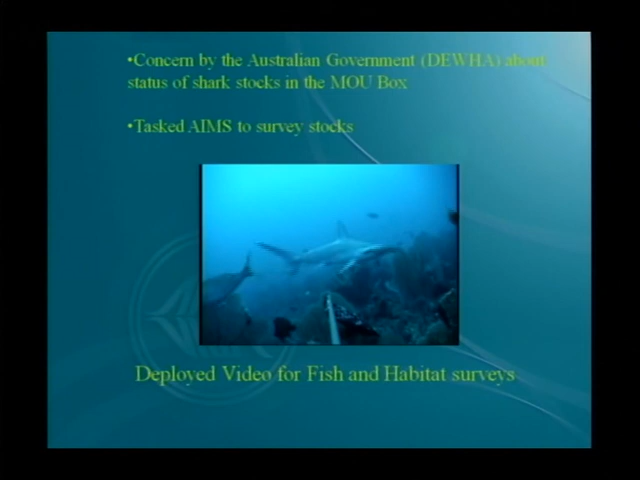 •Concern by the Australian Government (DEWHA) about
status of shark stocks in the MOU Box
•Tasked AIMS to survey stocks
Deployed Video for Fish and Habitat surveys